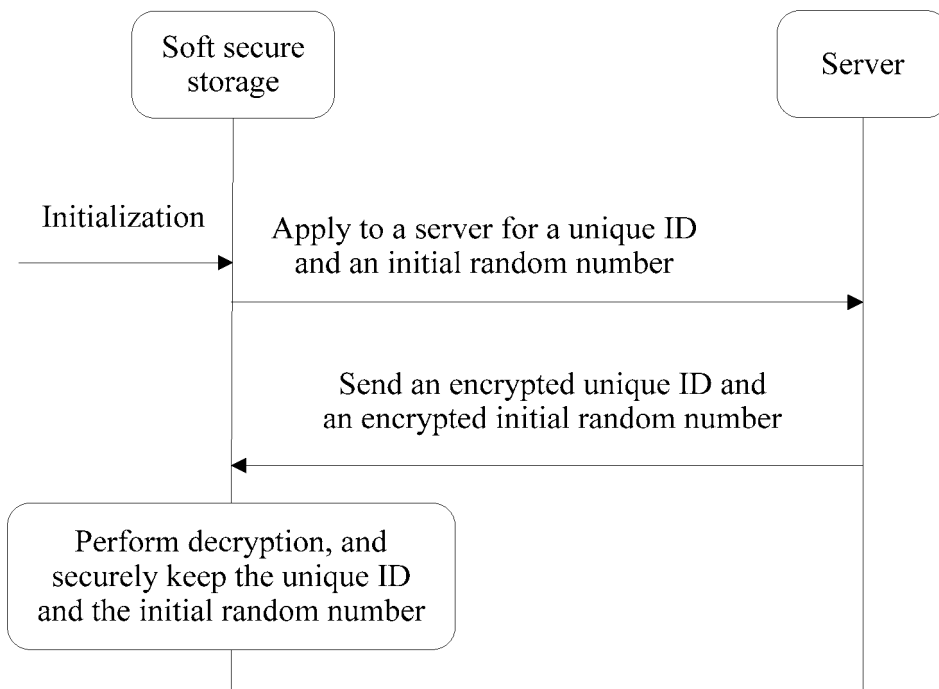 Soft secure
storage
Server
Initialization
Apply to a server for a unique ID
and an initial random number
Send an encrypted unique ID and
an encrypted initial random number
Perform decryption, and
securely keep the unique ID
and the initial random number